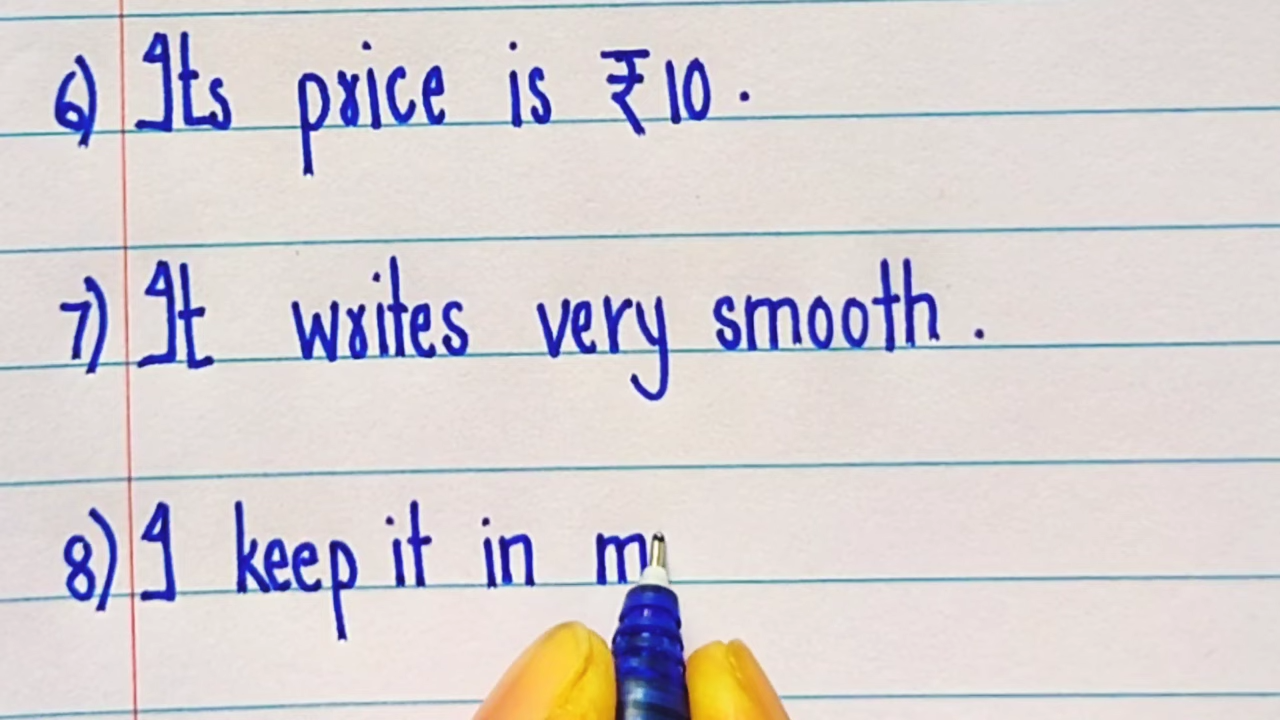 6) Its price is ₹10.
7) It writes very smooth.
8) I keep it in m